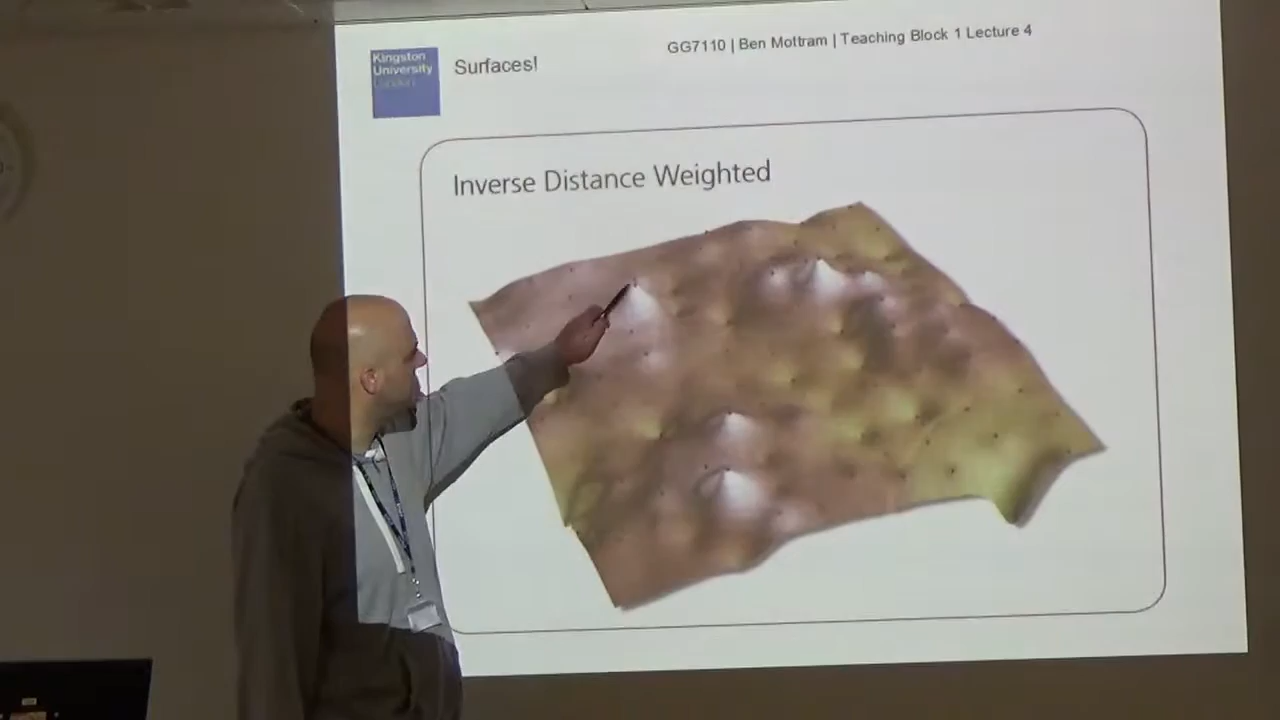 Kingston
University
London
Surfaces!
GG7110 | Ben Mottram | Teaching Block 1 Lecture 4
Inverse Distance Weighted